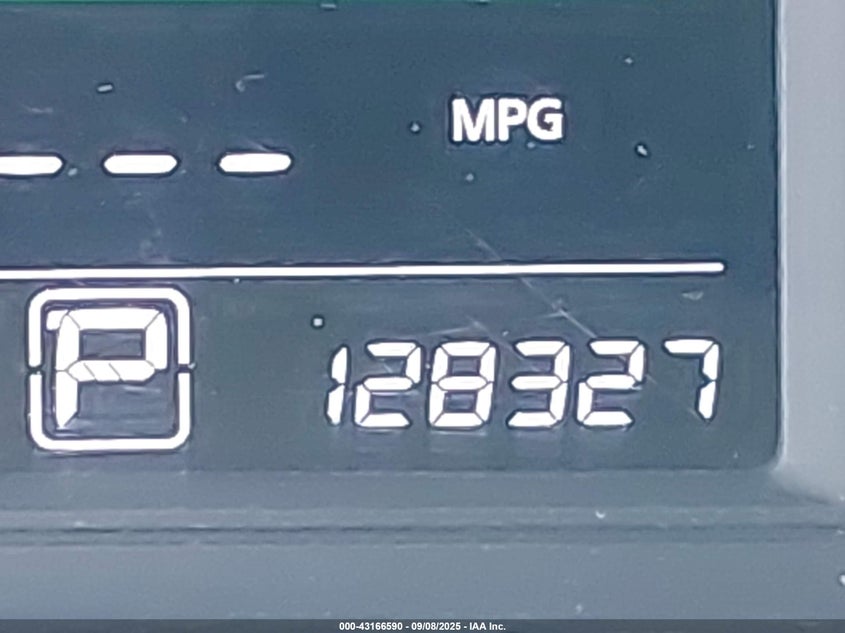 --- MPG
P 128327
000-43166590 - 09/08/2025 - IAA Inc.